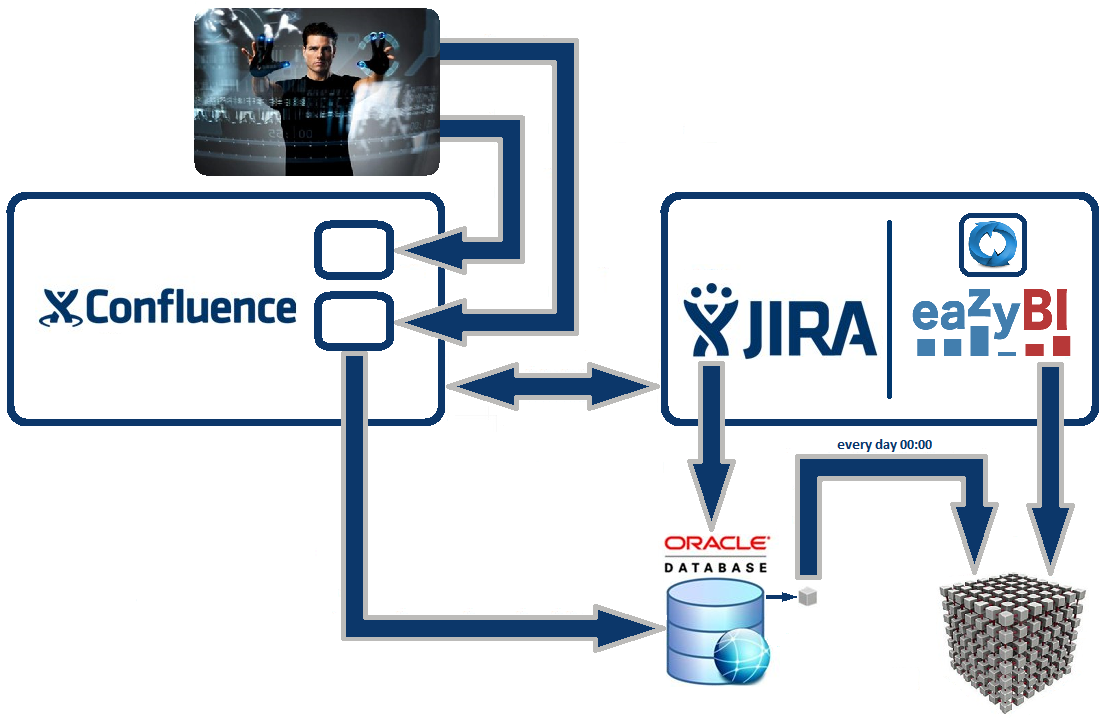 Confluence
JIRA
eazyBI
every day 00:00
ORACLE
DATABASE